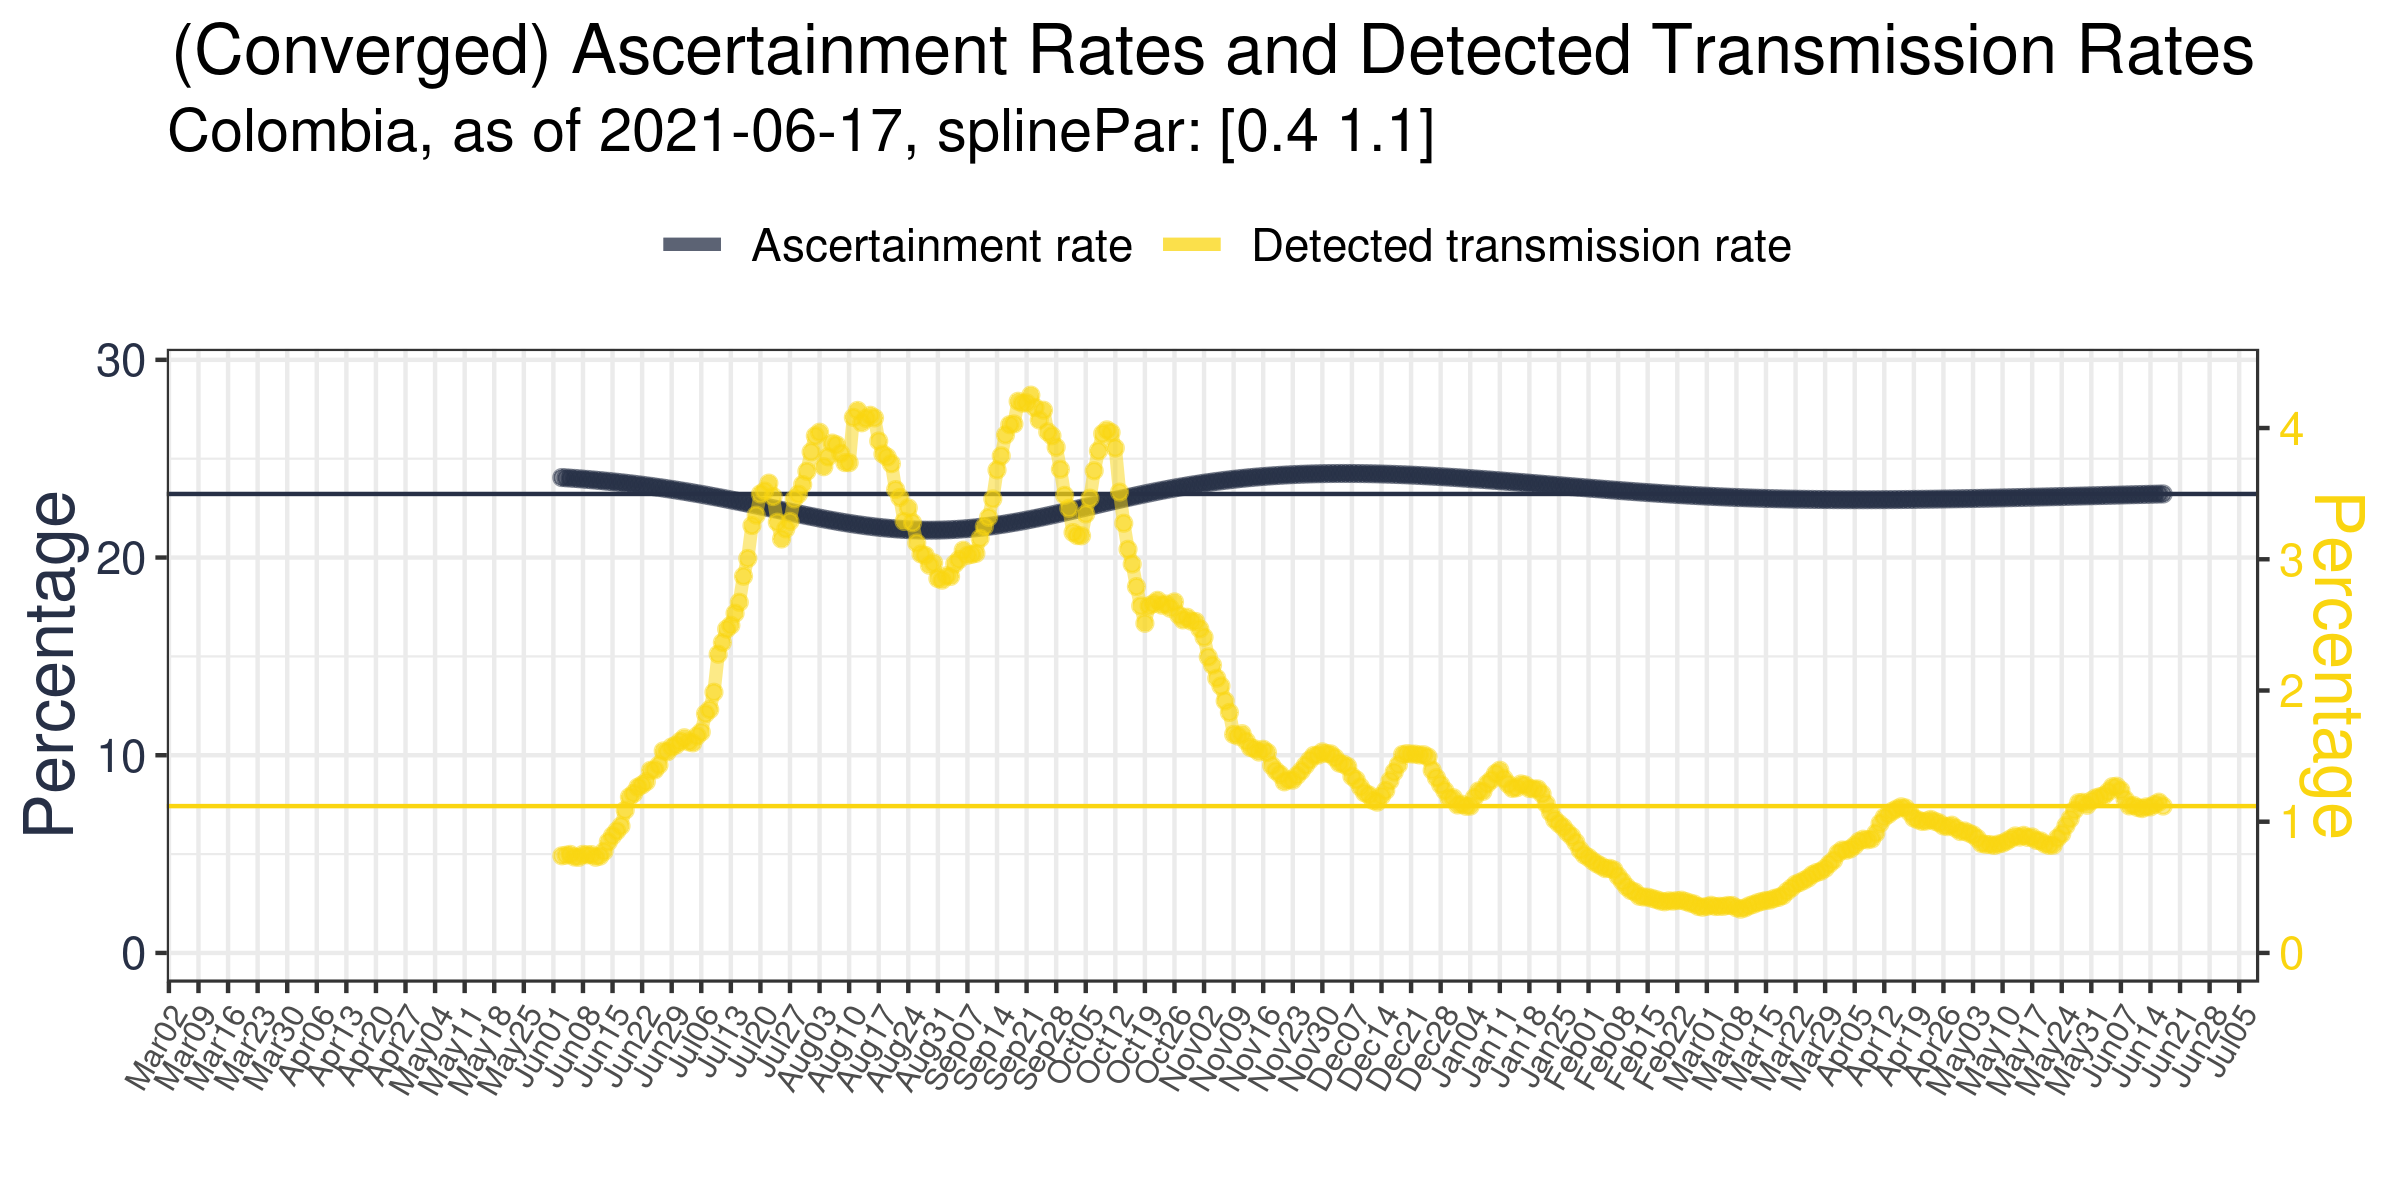 (Converged) Ascertainment Rates and Detected Transmission Rates
Colombia, as of 2021-06-17, splinePar: [0.4 1.1]
Ascertainment rate Detected transmission rate
Percentage
30
20
10
0
4
3
2
1
0
Percentage
Mar02 Mar09 Mar16 Mar23 Mar30 Apr06 Apr13 Apr20 Apr27 May04 May11 May18 May25 Jun01 Jun08 Jun15 Jun22 Jun29 Jul06 Jul13 Jul20 Jul27 Aug03 Aug10 Aug17 Aug24 Aug31 Sep07 Sep14 Sep21 Sep28 Oct05 Oct12 Oct19 Oct26 Nov02 Nov09 Nov16 Nov23 Nov30 Dec07 Dec14 Dec21 Dec28 Jan04 Jan11 Jan18 Jan25 Feb01 Feb08 Feb15 Feb22 Mar01 Mar08 Mar15 Mar22 Mar29 Apr05 Apr12 Apr19 Apr26 May03 May10 May17 May24 May31 Jun07 Jun14 Jun21 Jun28 Jul05